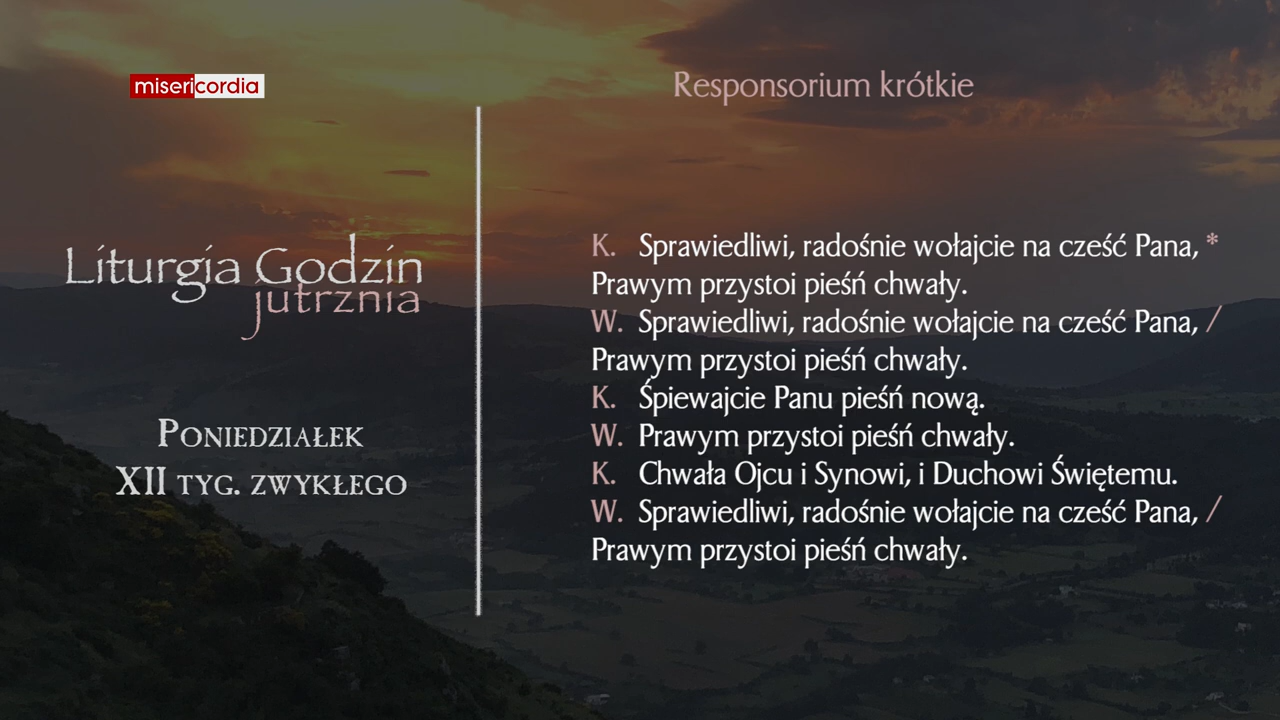 misericordia
Liturgia Godzin
jutrznia
Poniedziałek
XII tyg. zwykłego
Responsorium krótkie
K. Sprawiedliwi, radośnie wołajcie na cześć Pana, *
Prawym przystoi pieśń chwały.
W. Sprawiedliwi, radośnie wołajcie na cześć Pana, /
Prawym przystoi pieśń chwały.
K. Śpiewajcie Panu pieśń nową.
W. Prawym przystoi pieśń chwały.
K. Chwała Ojcu i Synowi, i Duchowi Świętemu.
W. Sprawiedliwi, radośnie wołajcie na cześć Pana, /
Prawym przystoi pieśń chwały.